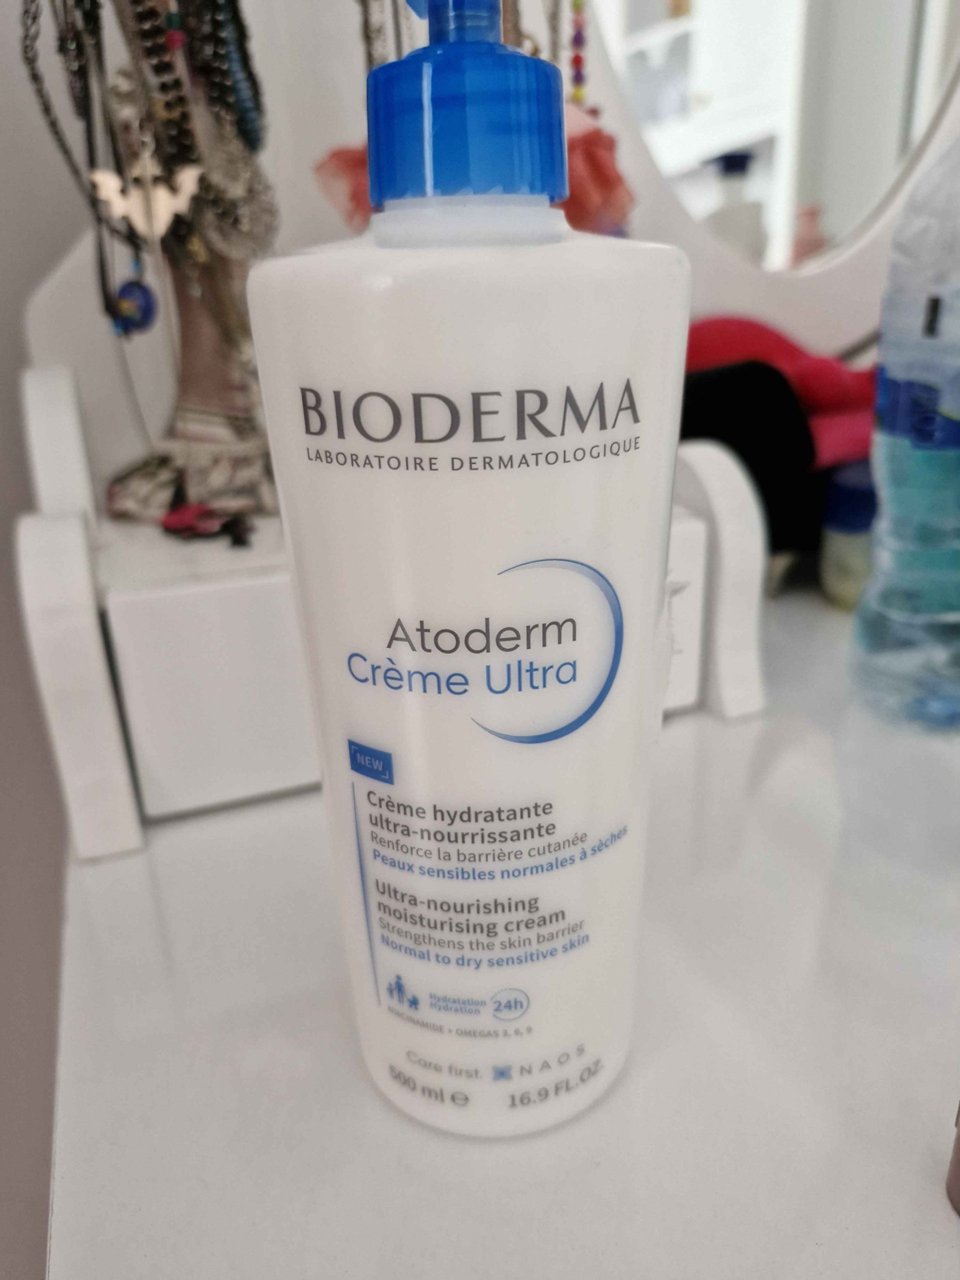 BIODERMA
LABORATOIRE DERMATOLOGIQUE
Atoderm
Crème Ultra
NEW
Crème hydratante
ultra-nourrissante
Renforce la barrière cutanée
Peaux sensibles normales à sèches
Ultra-nourishing
moisturising cream
Strengthens the skin barrier
Normal to dry sensitive skin
Hydratation
Hydration
24h
NIACINAMIDE + OMEGAS 3, 6, 9
Care first. NAOS
500 ml ℮ 16.9 FL.OZ.